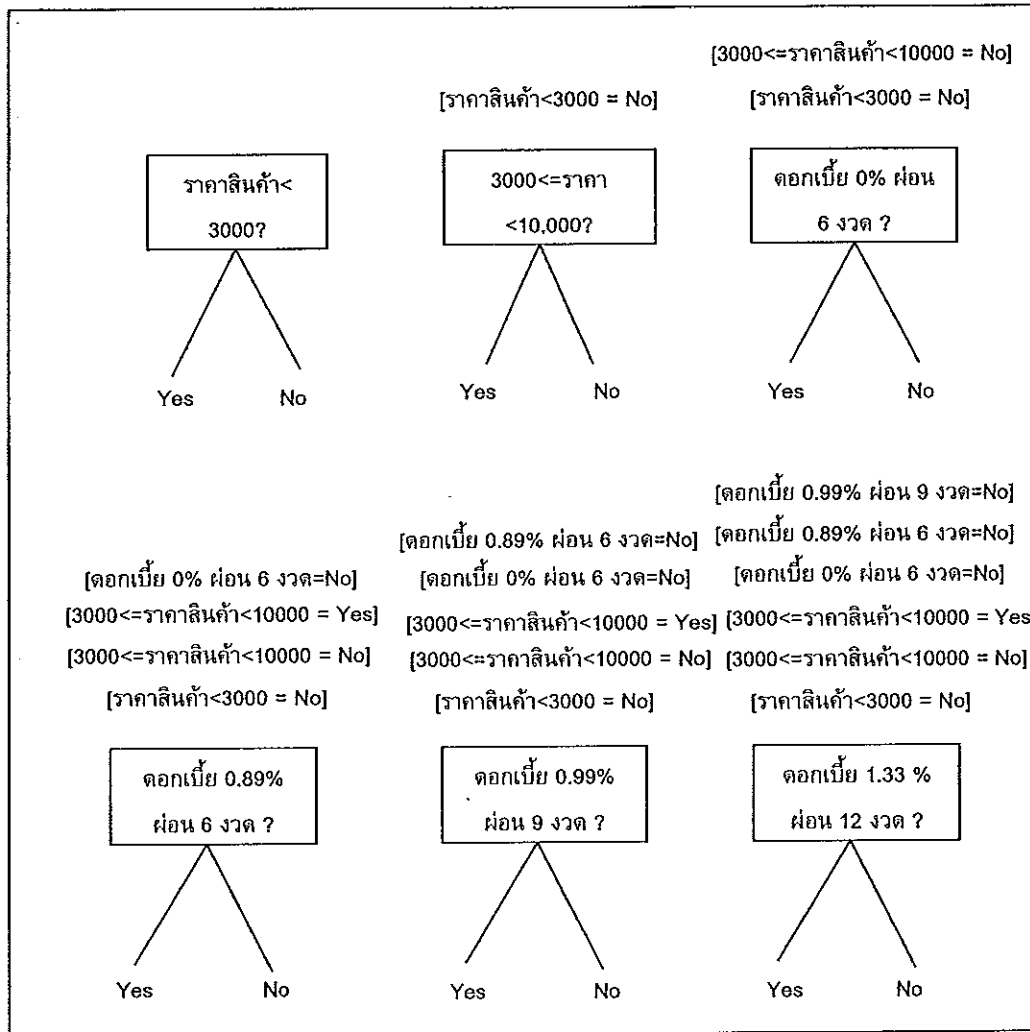 [3000<=ราคาสินค้า<10000 = No]
[ราคาสินค้า<3000 = No]
[ราคาสินค้า<3000 = No]
ราคาสินค้า<
3000?
3000<=ราคา
<10,000?
ดอกเบี้ย 0% ผ่อน
6 งวด ?
Yes
No
Yes
No
Yes
No
[ดอกเบี้ย 0% ผ่อน 6 งวด=No]
[3000<=ราคาสินค้า<10000 = Yes]
[3000<=ราคาสินค้า<10000 = No]
[ราคาสินค้า<3000 = No]
ดอกเบี้ย 0.89%
ผ่อน 6 งวด ?
Yes
No
[ดอกเบี้ย 0.89% ผ่อน 6 งวด=No]
[ดอกเบี้ย 0% ผ่อน 6 งวด=No]
[3000<=ราคาสินค้า<10000 = Yes]
[3000<=ราคาสินค้า<10000 = No]
[ราคาสินค้า<3000 = No]
ดอกเบี้ย 0.99%
ผ่อน 9 งวด ?
Yes
No
[ดอกเบี้ย 0.99% ผ่อน 9 งวด=No]
[ดอกเบี้ย 0.89% ผ่อน 6 งวด=No]
[ดอกเบี้ย 0% ผ่อน 6 งวด=No]
[3000<=ราคาสินค้า<10000 = Yes
[3000<=ราคาสินค้า<10000 = No]
[ราคาสินค้า<3000 = No]
ดอกเบี้ย 1.33 %
ผ่อน 12 งวด ?
Yes
No